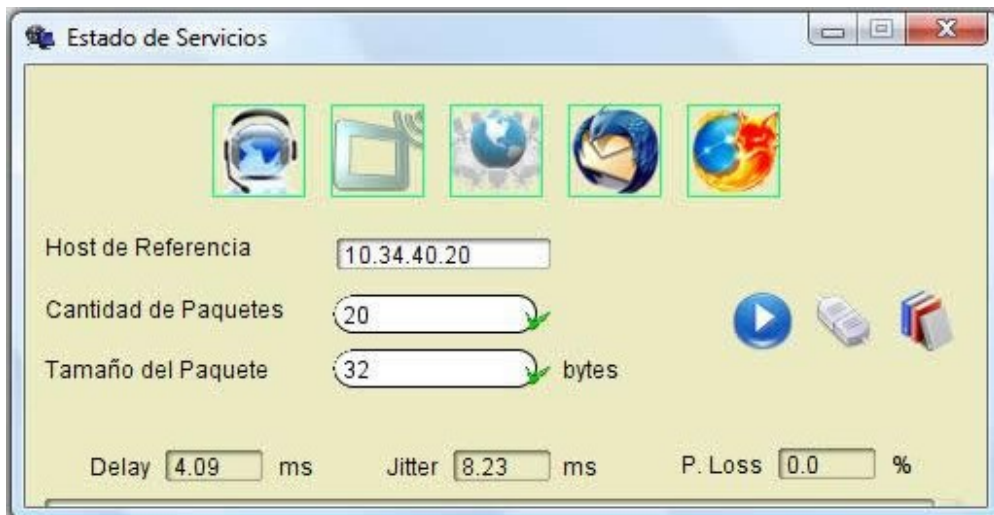 Estado de Servicios
Host de Referencia 10.34.40.20
Cantidad de Paquetes 20
Tamaño del Paquete 32 bytes
Delay 4.09 ms Jitter 8.23 ms P. Loss 0.0 %